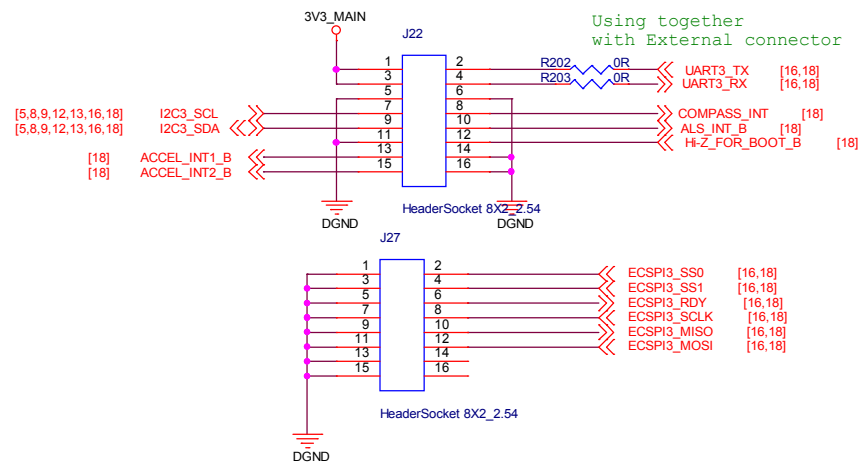 3V3_MAIN
J22
Using together
with External connector
1 2 R202 0R UART3_TX [16,18]
3 4 R203 0R UART3_RX [16,18]
5 6
[5,8,9,12,13,16,18] I2C3_SCL 7 8 COMPASS_INT [18]
[5,8,9,12,13,16,18] I2C3_SDA 9 10 ALS_INT_B [18]
11 12 Hi-Z_FOR_BOOT_B [18]
[18] ACCEL_INT1_B 13 14
[18] ACCEL_INT2_B 15 16
HeaderSocket 8X2_2.54
DGND DGND
J27
1 2 ECSPI3_SS0 [16,18]
3 4 ECSPI3_SS1 [16,18]
5 6 ECSPI3_RDY [16,18]
7 8 ECSPI3_SCLK [16,18]
9 10 ECSPI3_MISO [16,18]
11 12 ECSPI3_MOSI [16,18]
13 14
15 16
HeaderSocket 8X2_2.54
DGND